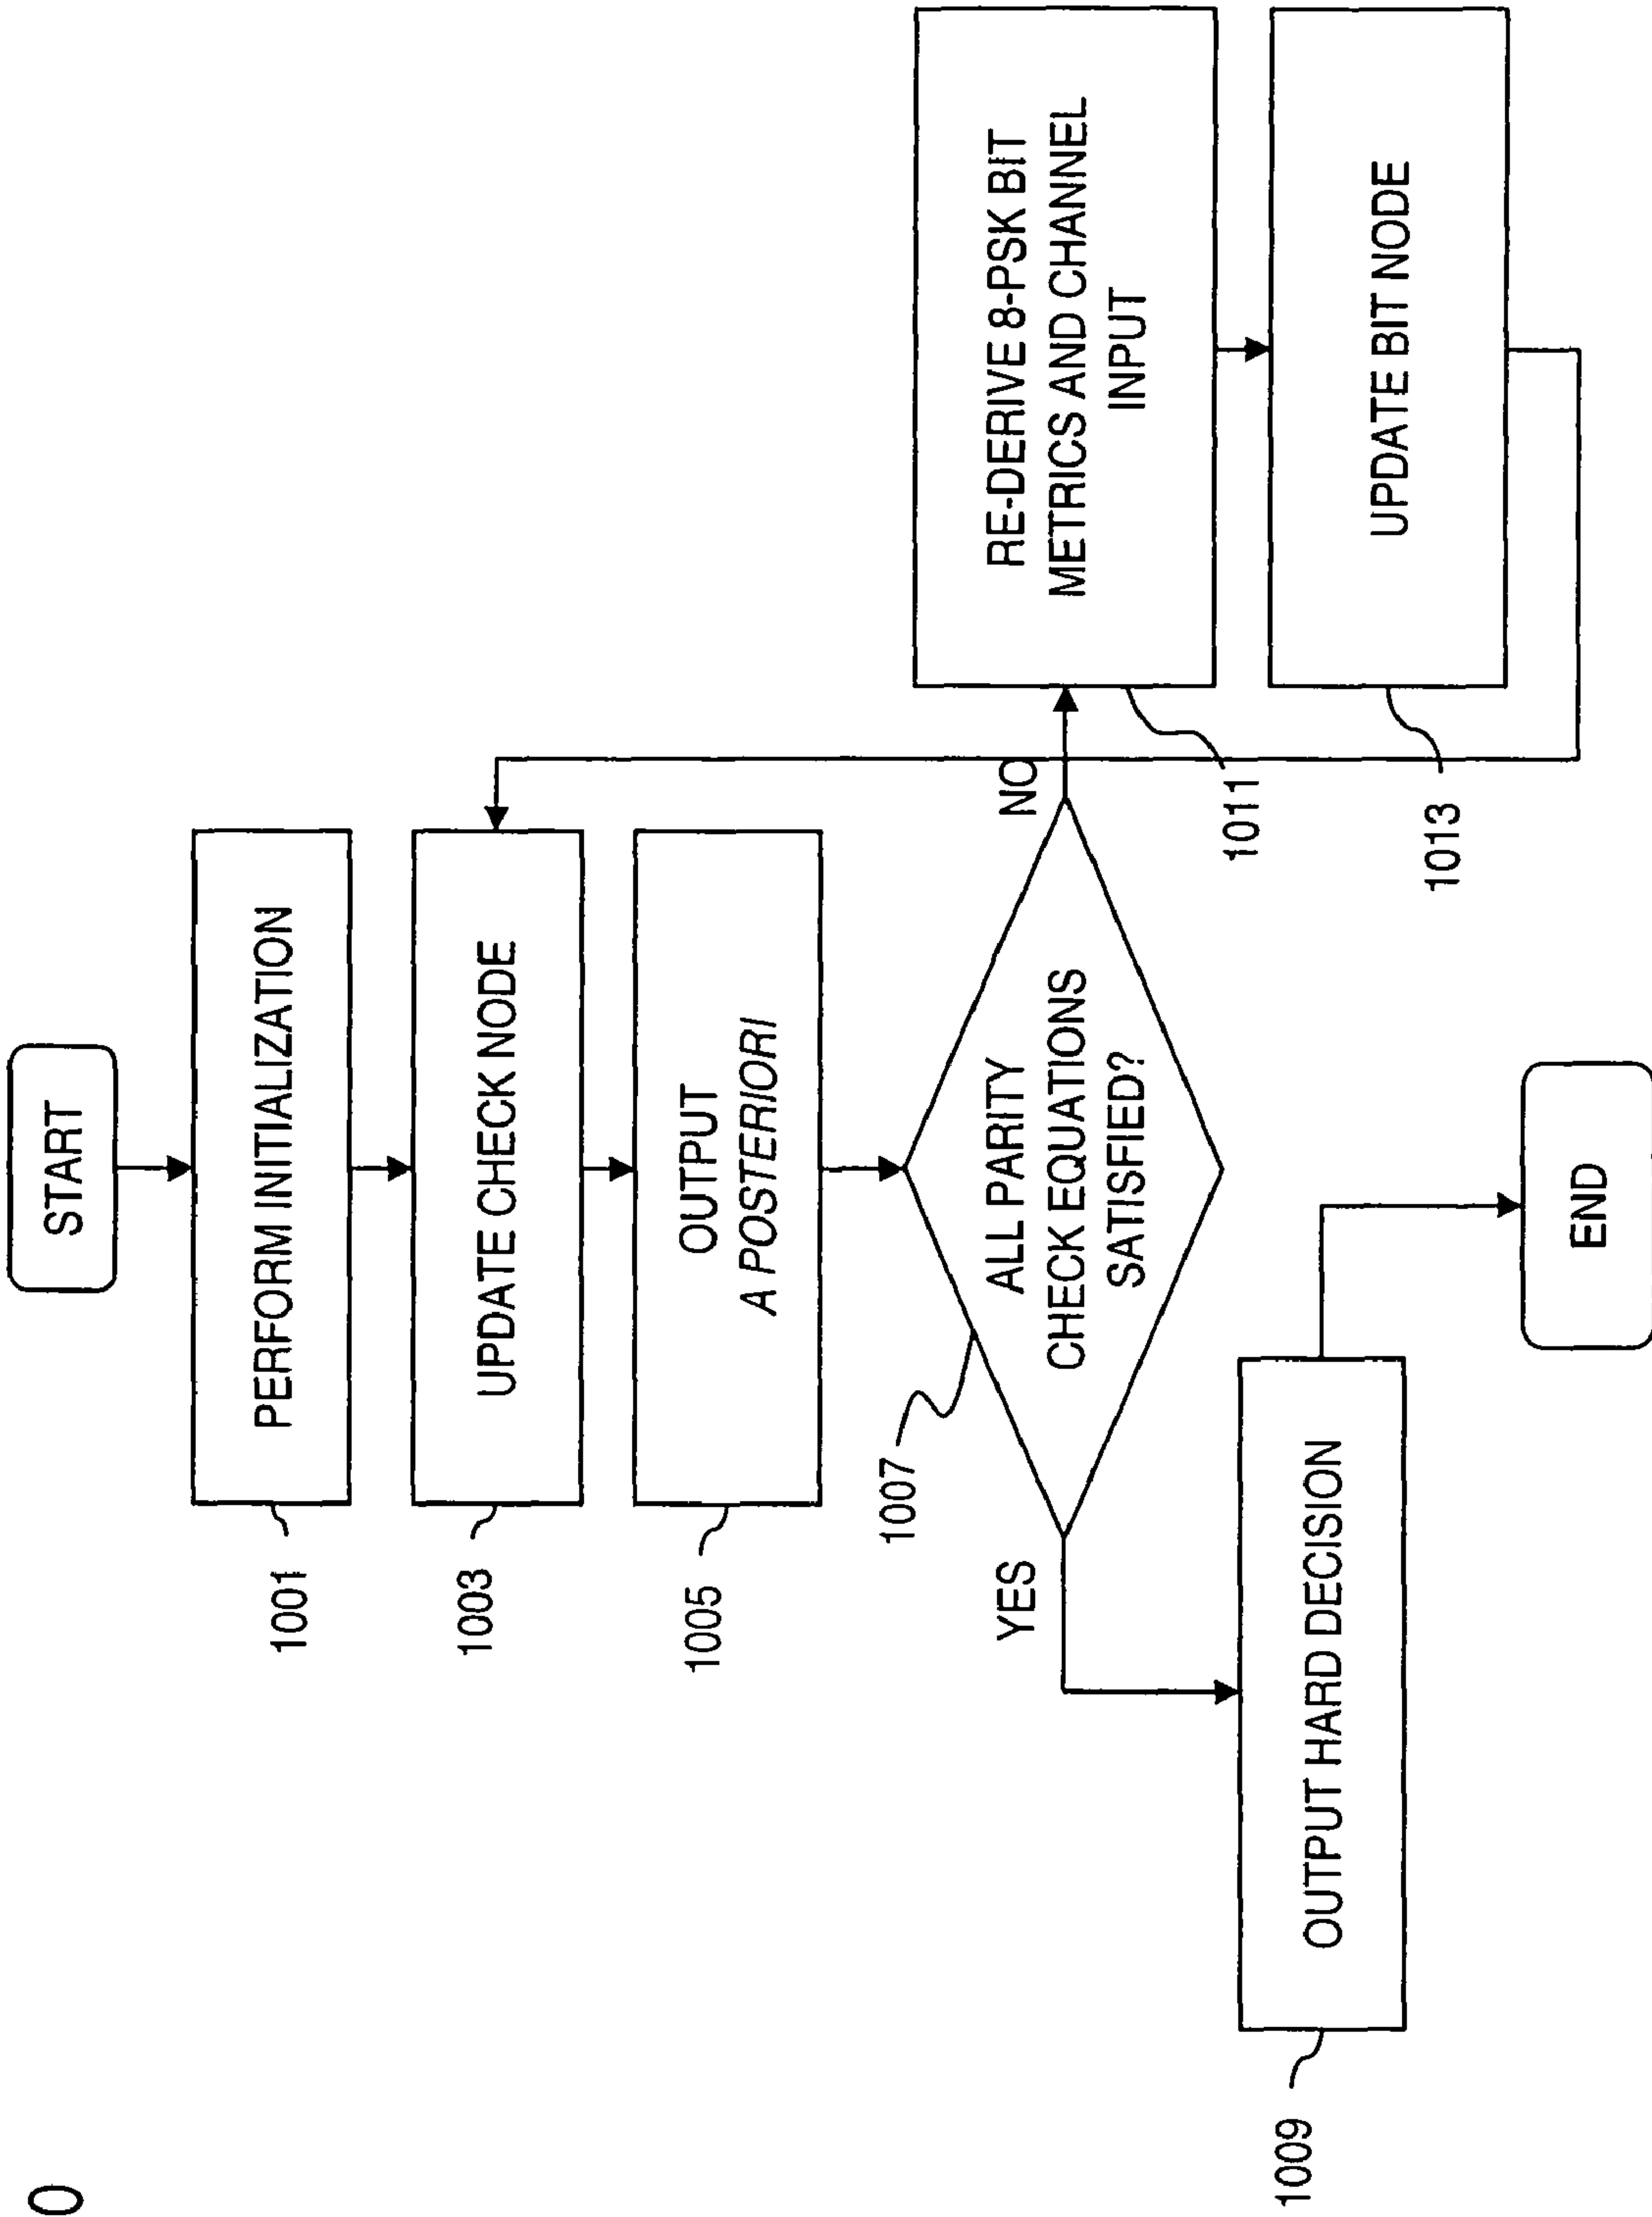 0
START
1001
PERFORM INITIALIZATION
1003
UPDATE CHECK NODE
1005
OUTPUT
A POSTERIORI
1007
ALL PARITY
CHECK EQUATIONS
SATISFIED?
YES
NO
RE-DERIVE 8-PSK BIT
METRICS AND CHANNEL
INPUT
1011
UPDATE BIT NODE
1013
OUTPUT HARD DECISION
1009
END